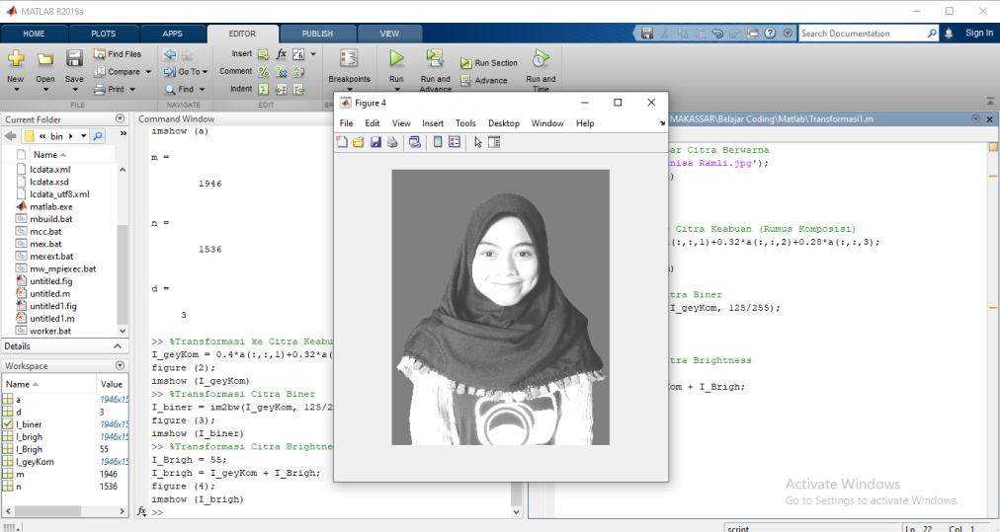 MATLAB R2019a
HOME PLOTS APPS EDITOR PUBLISH VIEW
Search Documentation Sign In
New Open Save
Find Files
Compare
Print
Go To
Find
Insert
Comment
Indent
Breakpoints
Run
Run and Advance
Run Section
Advance
Run and Time
FILE NAVIGATE EDIT
Current Folder
« bin
Name
lcdata.xml
lcdata.xsd
lcdata_utf8.xml
matlab.exe
mbuild.bat
mcc.bat
mex.bat
mexext.bat
mw_mpiexec.bat
untitled.fig
untitled.m
untitled1.fig
untitled1.m
worker.bat
Details
Workspace
Name Value
a 1946x15
d 3
I_biner 1946x15
I_brigh 1946x15
I_Brigh 55
I_geyKom 1946x15
m 1946
n 1536
Command Window
imshow (a)
m =
1946
n =
1536
d =
3
>> %Transformasi ke Citra Keabu
I_geyKom = 0.4*a(:,:,1)+0.32*a(
figure (2);
imshow (I_geyKom)
>> %Transformasi Citra Biner
I_biner = im2bw(I_geyKom, 125/2
figure (3);
imshow (I_biner)
>> %Transformasi Citra Brightne
I_Brigh = 55;
I_brigh = I_geyKom + I_Brigh;
figure (4);
imshow (I_brigh)
fx >>
Figure 4
File Edit View Insert Tools Desktop Window Help
MAKASSAR\Belajar Coding\Matlab\Transformasi1.m
ar Citra Berwarna
nisa Ramli.jpg');
)
Citra Keabuan (Rumus Komposisi)
(:,:,1)+0.32*a(:,:,2)+0.28*a(:,:,3);
)
tra Biner
I_geyKom, 125/255);
tra Brightness
om + I_Brigh;
Activate Windows
Go to Settings to activate Windows.
script Ln 22 Col 1